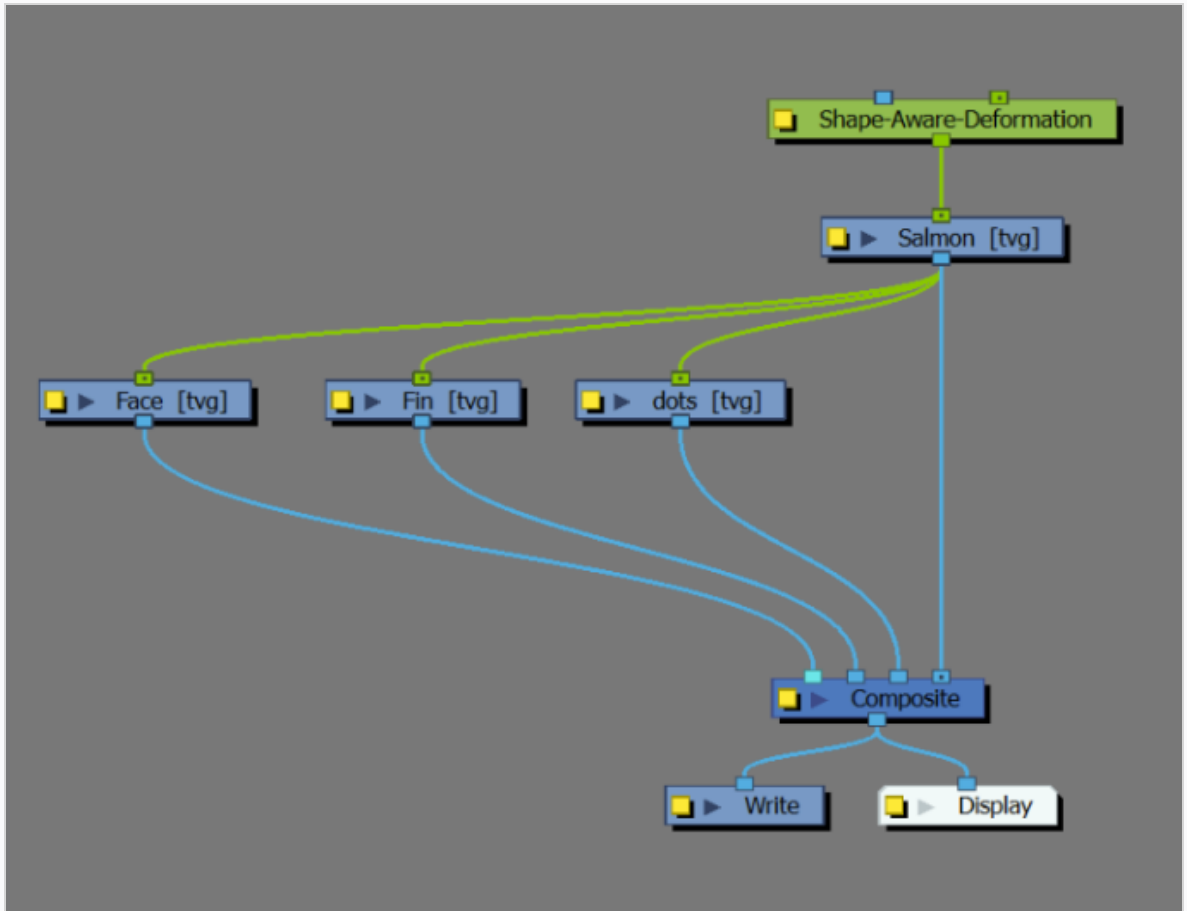 Shape-Aware-Deformation
Salmon [tvg]
Face [tvg]
Fin [tvg]
dots [tvg]
Composite
Write
Display